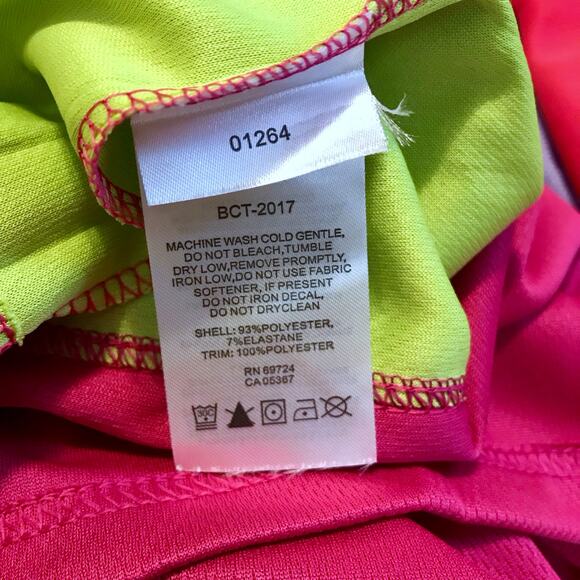 01264
BCT-2017
MACHINE WASH COLD GENTLE,
DO NOT BLEACH,TUMBLE
DRY LOW,REMOVE PROMPTLY,
IRON LOW,DO NOT USE FABRIC
SOFTENER, IF PRESENT
DO NOT IRON DECAL,
DO NOT DRYCLEAN
SHELL: 93%POLYESTER,
7%ELASTANE
TRIM: 100%POLYESTER
RN 69724
CA 05367
30C